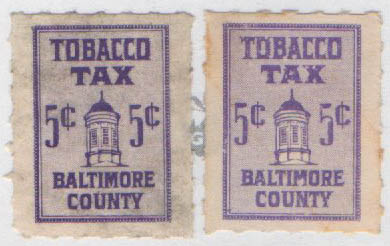 TOBACCO
TAX
5¢ 5¢
BALTIMORE
COUNTY
TOBACCO
TAX
5¢ 5¢
BALTIMORE
COUNTY